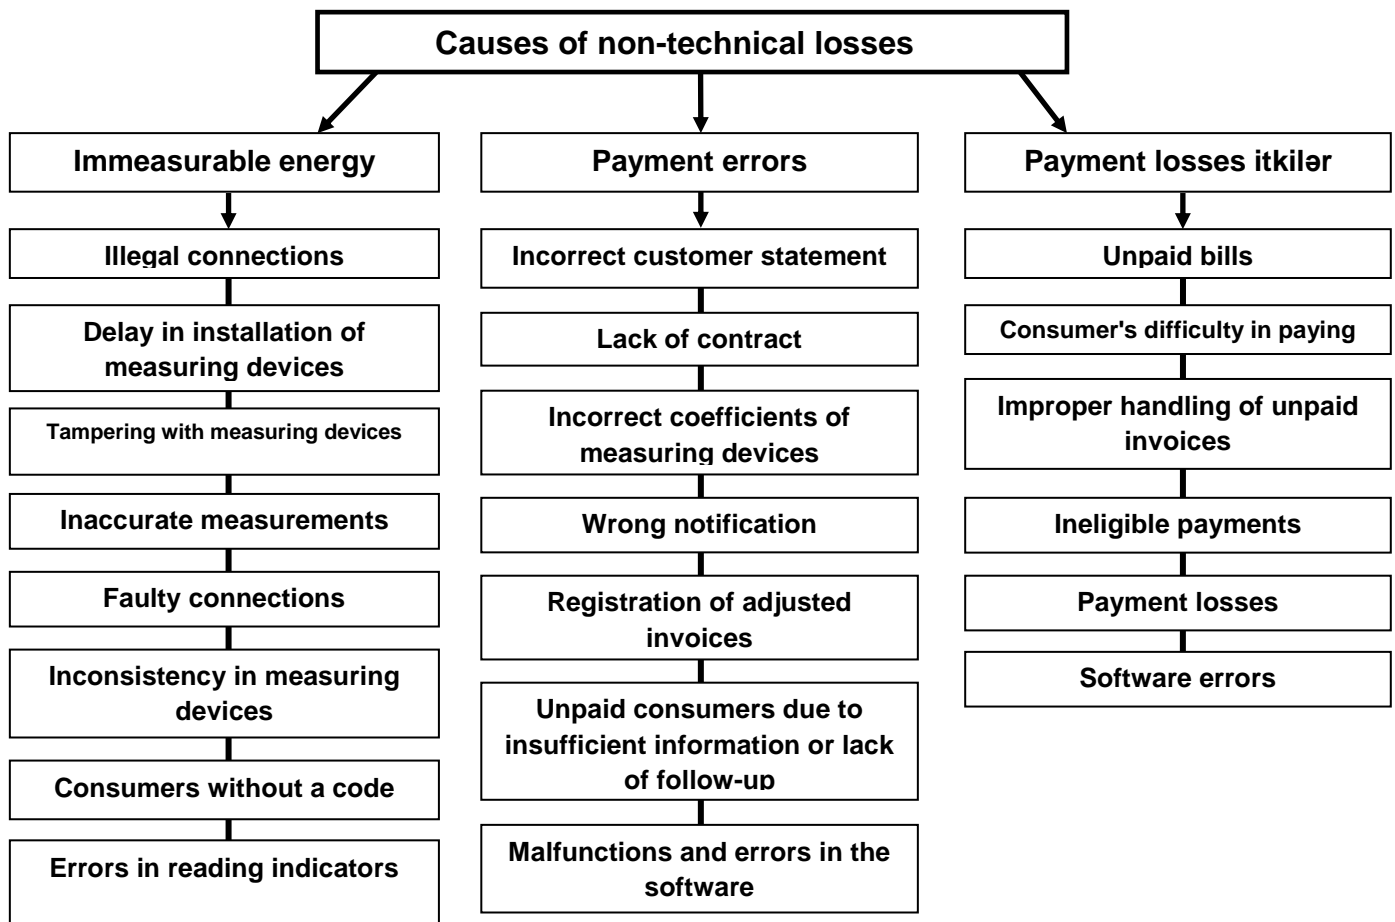 Causes of non-technical losses
Immeasurable energy
Illegal connections
Delay in installation of
measuring devices
Tampering with measuring devices
Inaccurate measurements
Faulty connections
Inconsistency in measuring
devices
Consumers without a code
Errors in reading indicators
Payment errors
Incorrect customer statement
Lack of contract
Incorrect coefficients of
measuring devices
Wrong notification
Registration of adjusted
invoices
Unpaid consumers due to
insufficient information or lack
of follow-up
Malfunctions and errors in the
software
Payment losses itkilər
Unpaid bills
Consumer's difficulty in paying
Improper handling of unpaid
invoices
Ineligible payments
Payment losses
Software errors